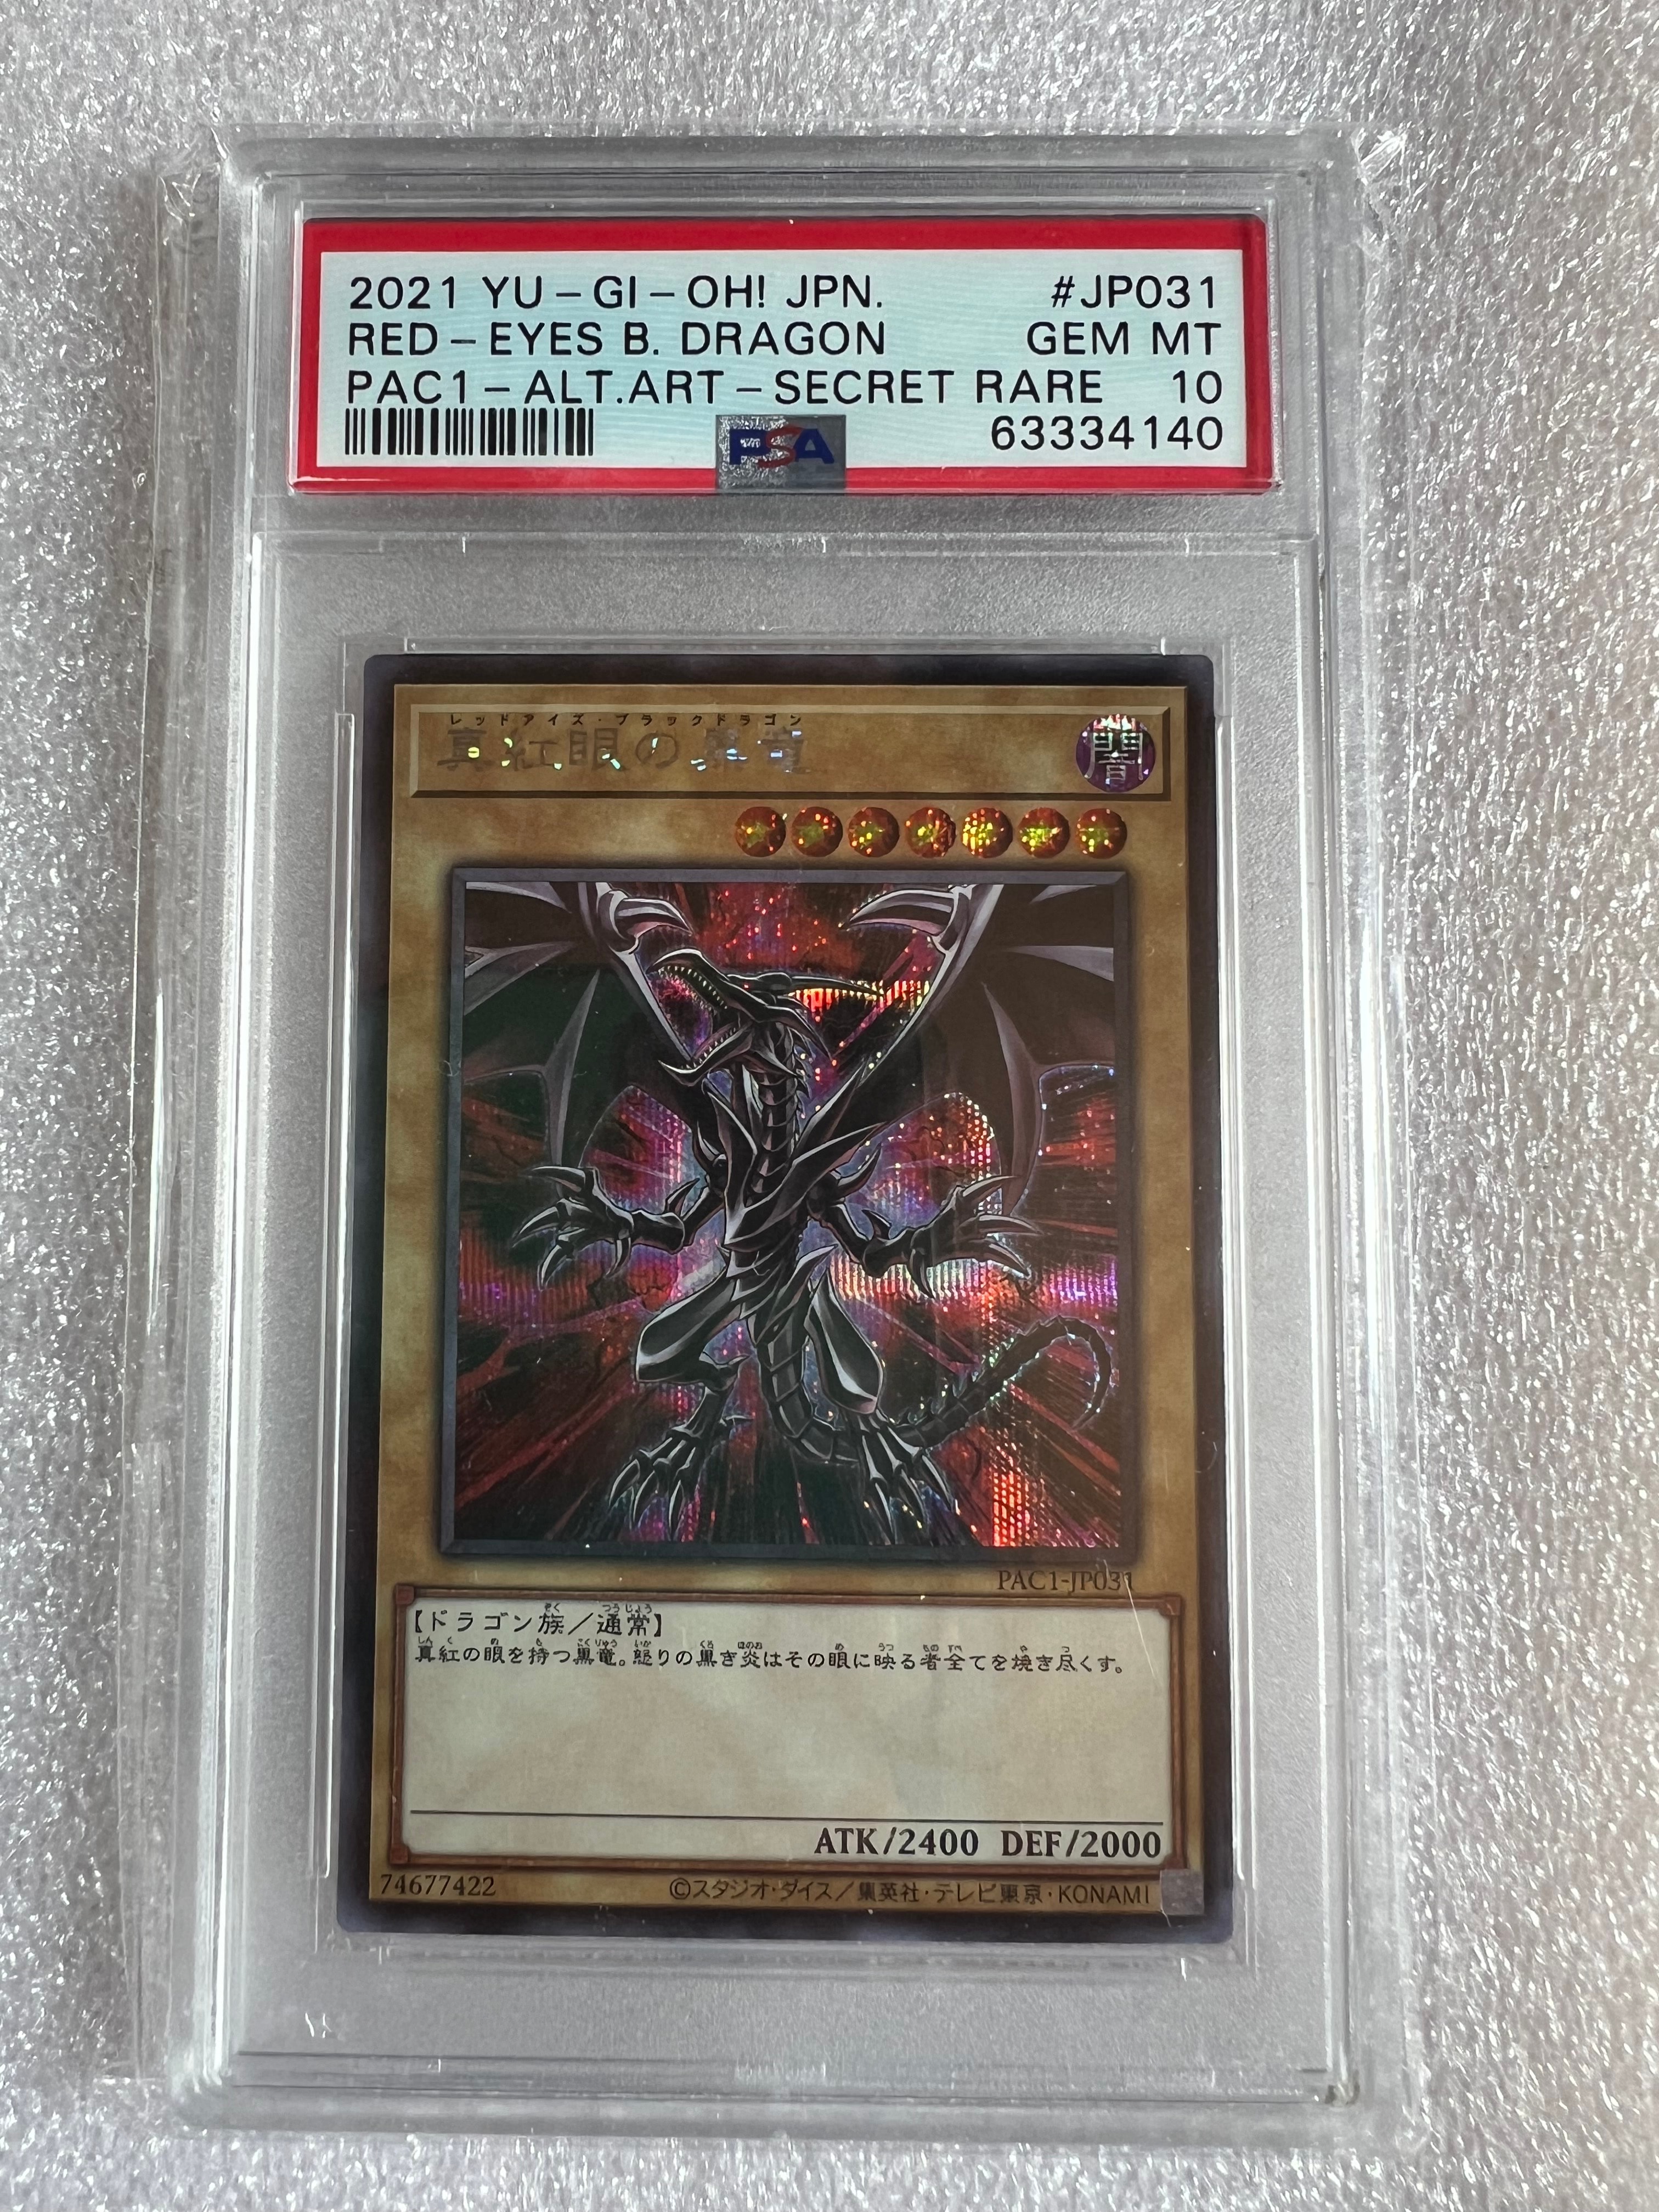 2021 YU-GI-OH! JPN. #JP031
RED-EYES B. DRAGON GEM MT
PAC1-ALT.ART-SECRET RARE 10
PSA 63334140
レッドアイズ・ブラックドラゴン
真紅眼の黒竜 闇
PAC1-JP031
【ドラゴン族／通常】
真紅の眼を持つ黒竜。怒りの黒き炎はその眼に映る者全てを焼き尽くす。
ATK/2400 DEF/2000
74677422 ©スタジオ・ダイス／集英社・テレビ東京・KONAMI